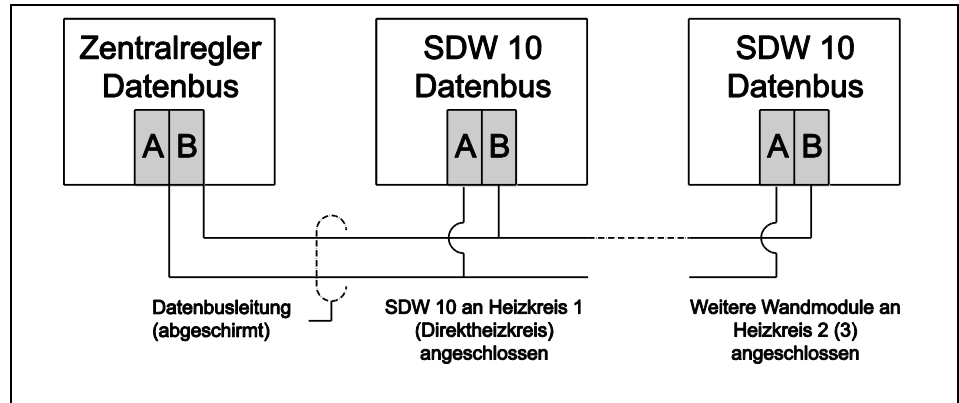 Zentralregler
Datenbus
A B
SDW 10
Datenbus
A B
SDW 10
Datenbus
A B
Datenbusleitung
(abgeschirmt)
SDW 10 an Heizkreis 1
(Direktheizkreis)
angeschlossen
Weitere Wandmodule an
Heizkreis 2 (3)
angeschlossen